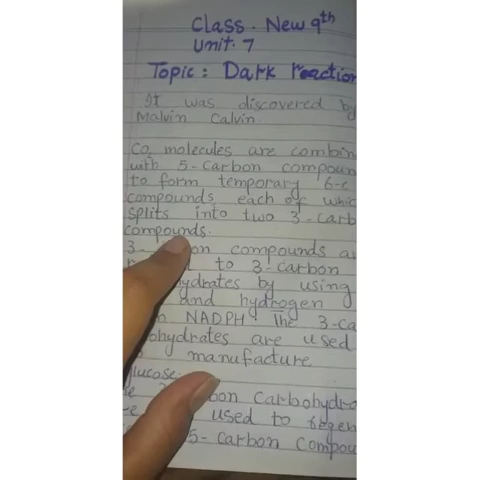 Class. New 9th
Unit. 7
Topic: Dark reaction
It was discovered by
Malvin Calvin.
CO2 molecules are combin
with 5-carbon compoun
to form temporary 6-c
compounds each of whic
splits into two 3-carb
compounds.
3- on compounds a
to 3-carbon
hydrates by using
and hydrogen
NADPH. The 3-ca
ohydrates are used
manufacture
glucose.
bon Carbohydra
used to regen
5-carbon compou